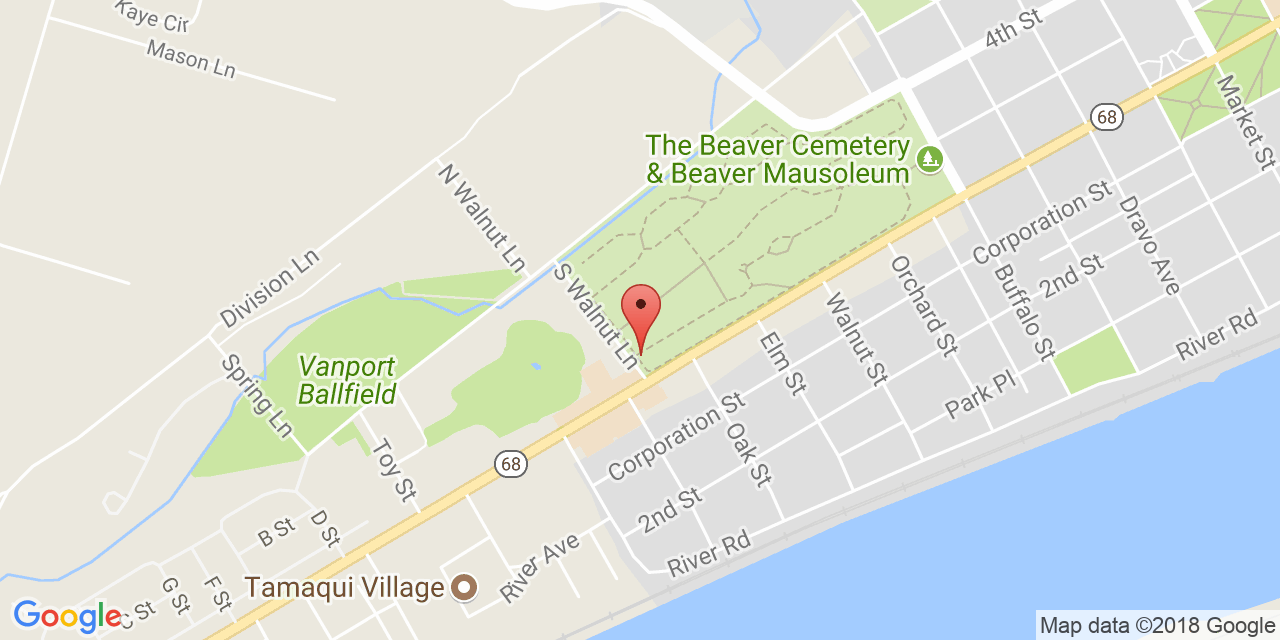 Kaye Cir
Mason Ln
4th St
68
Market St
The Beaver Cemetery
& Beaver Mausoleum
N Walnut Ln
Corporation St
Dravo Ave
2nd St
Division Ln
S Walnut Ln
Orchard St
Buffalo St
River Rd
Walnut St
Elm St
Vanport
Ballfield
Spring Ln
Park Pl
Corporation St
Oak St
Toy St
68
2nd St
D St
B St
River Rd
River Ave
Tamaqui Village
F St
G St
C St
Google
Map data ©2018 Google